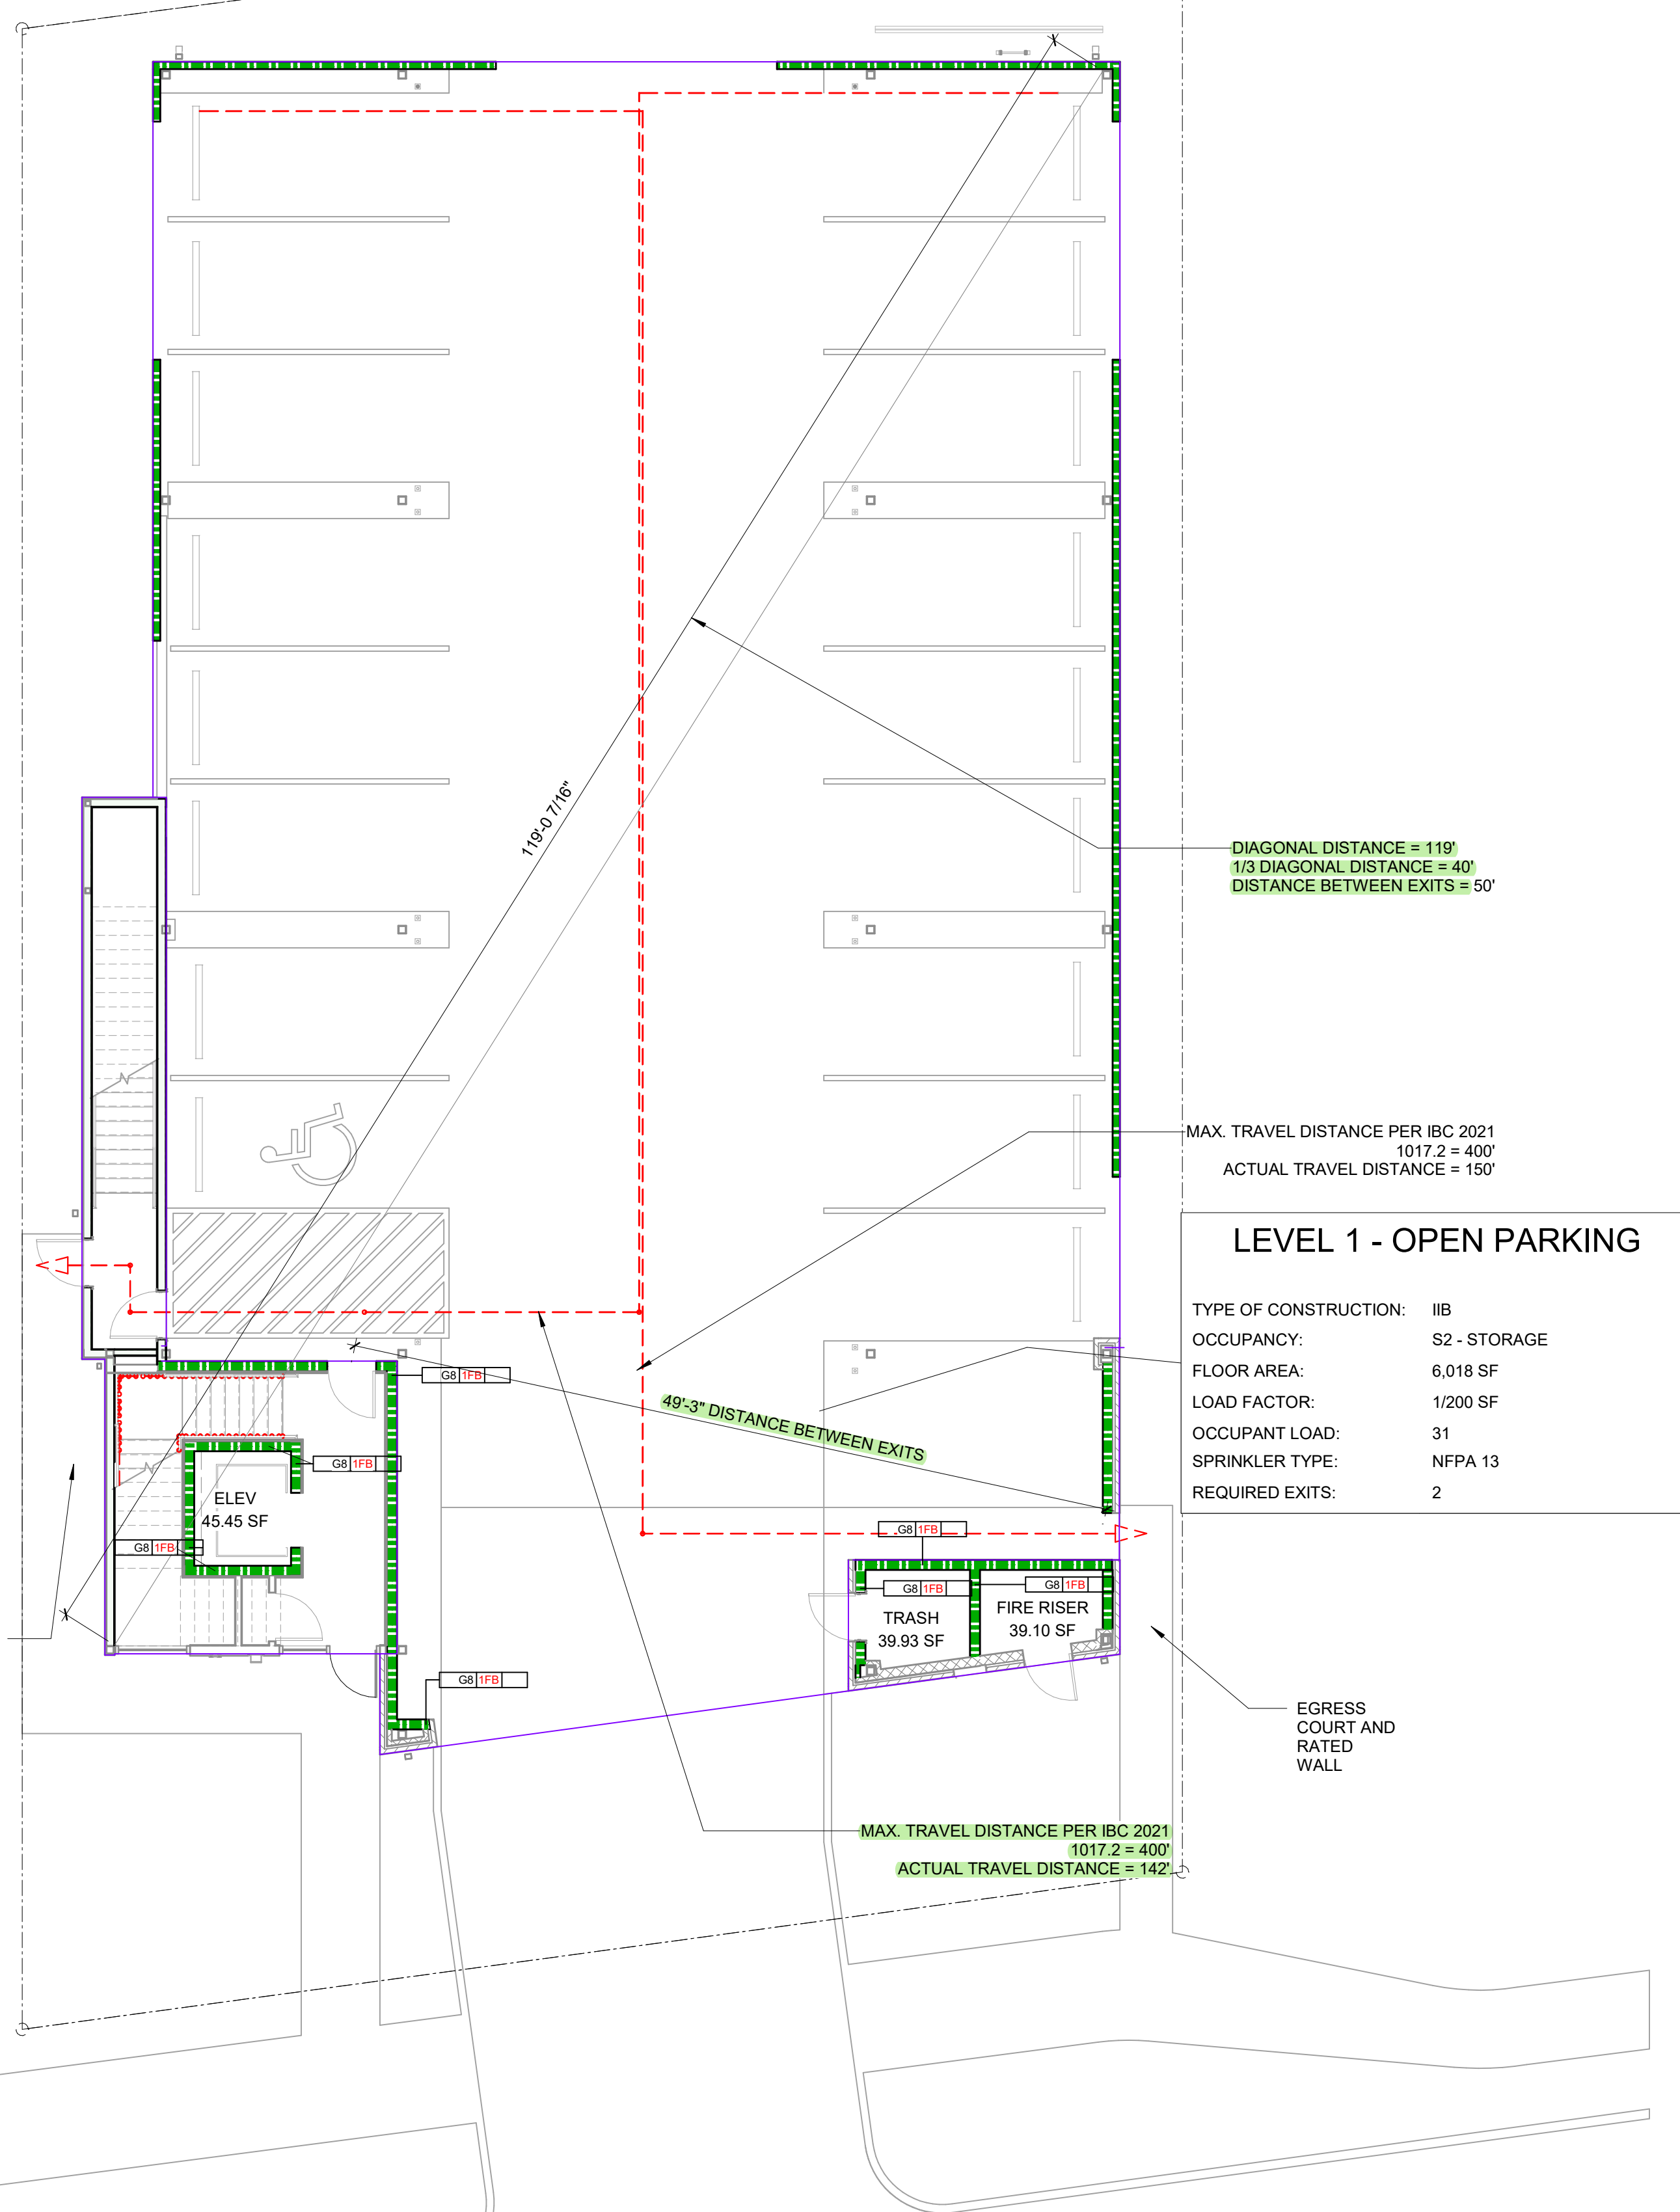 119'-0 7/16"
DIAGONAL DISTANCE = 119'
1/3 DIAGONAL DISTANCE = 40'
DISTANCE BETWEEN EXITS = 50'
MAX. TRAVEL DISTANCE PER IBC 2021
1017.2 = 400'
ACTUAL TRAVEL DISTANCE = 150'
LEVEL 1 - OPEN PARKING
TYPE OF CONSTRUCTION: IIB
OCCUPANCY: S2 - STORAGE
FLOOR AREA: 6,018 SF
LOAD FACTOR: 1/200 SF
OCCUPANT LOAD: 31
SPRINKLER TYPE: NFPA 13
REQUIRED EXITS: 2
G8 1FB
49'-3" DISTANCE BETWEEN EXITS
G8 1FB
ELEV
45.45 SF
G8 1FB
G8 1FB
G8 1FB
G8 1FB
TRASH
39.93 SF
FIRE RISER
39.10 SF
G8 1FB
EGRESS
COURT AND
RATED
WALL
MAX. TRAVEL DISTANCE PER IBC 2021
1017.2 = 400'
ACTUAL TRAVEL DISTANCE = 142'